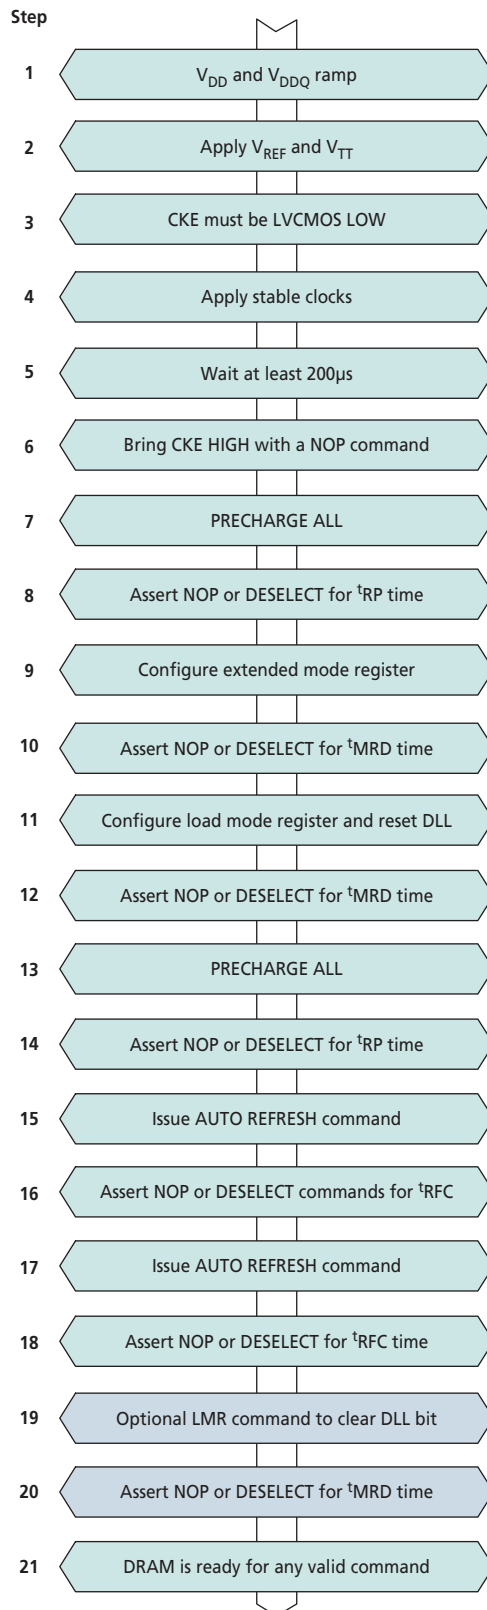 Step
1 V_DD and V_DDQ ramp
2 Apply V_REF and V_TT
3 CKE must be LVCMOS LOW
4 Apply stable clocks
5 Wait at least 200μs
6 Bring CKE HIGH with a NOP command
7 PRECHARGE ALL
8 Assert NOP or DESELECT for ᵗRP time
9 Configure extended mode register
10 Assert NOP or DESELECT for ᵗMRD time
11 Configure load mode register and reset DLL
12 Assert NOP or DESELECT for ᵗMRD time
13 PRECHARGE ALL
14 Assert NOP or DESELECT for ᵗRP time
15 Issue AUTO REFRESH command
16 Assert NOP or DESELECT commands for ᵗRFC
17 Issue AUTO REFRESH command
18 Assert NOP or DESELECT for ᵗRFC time
19 Optional LMR command to clear DLL bit
20 Assert NOP or DESELECT for ᵗMRD time
21 DRAM is ready for any valid command